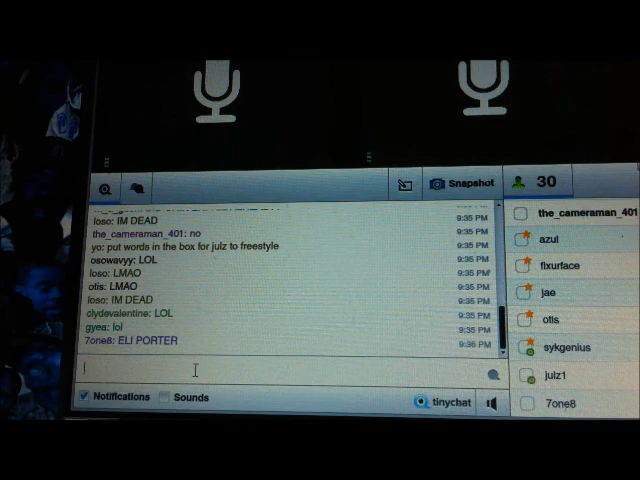 Snapshot
30
loso: IM DEAD 9:35 PM
the_cameraman_401: no 9:35 PM
yo: put words in the box for julz to freestyle 9:35 PM
osowavyy: LOL 9:35 PM
loso: LMAO 9:35 PM
otis: LMAO 9:35 PM
loso: IM DEAD 9:35 PM
clydevalentine: LOL 9:35 PM
gyea: lol 9:35 PM
7one8: ELI PORTER 9:36 PM
Notifications Sounds tinychat
the_cameraman_401
azul
flxurface
jae
otis
sykgenius
julz1
7one8